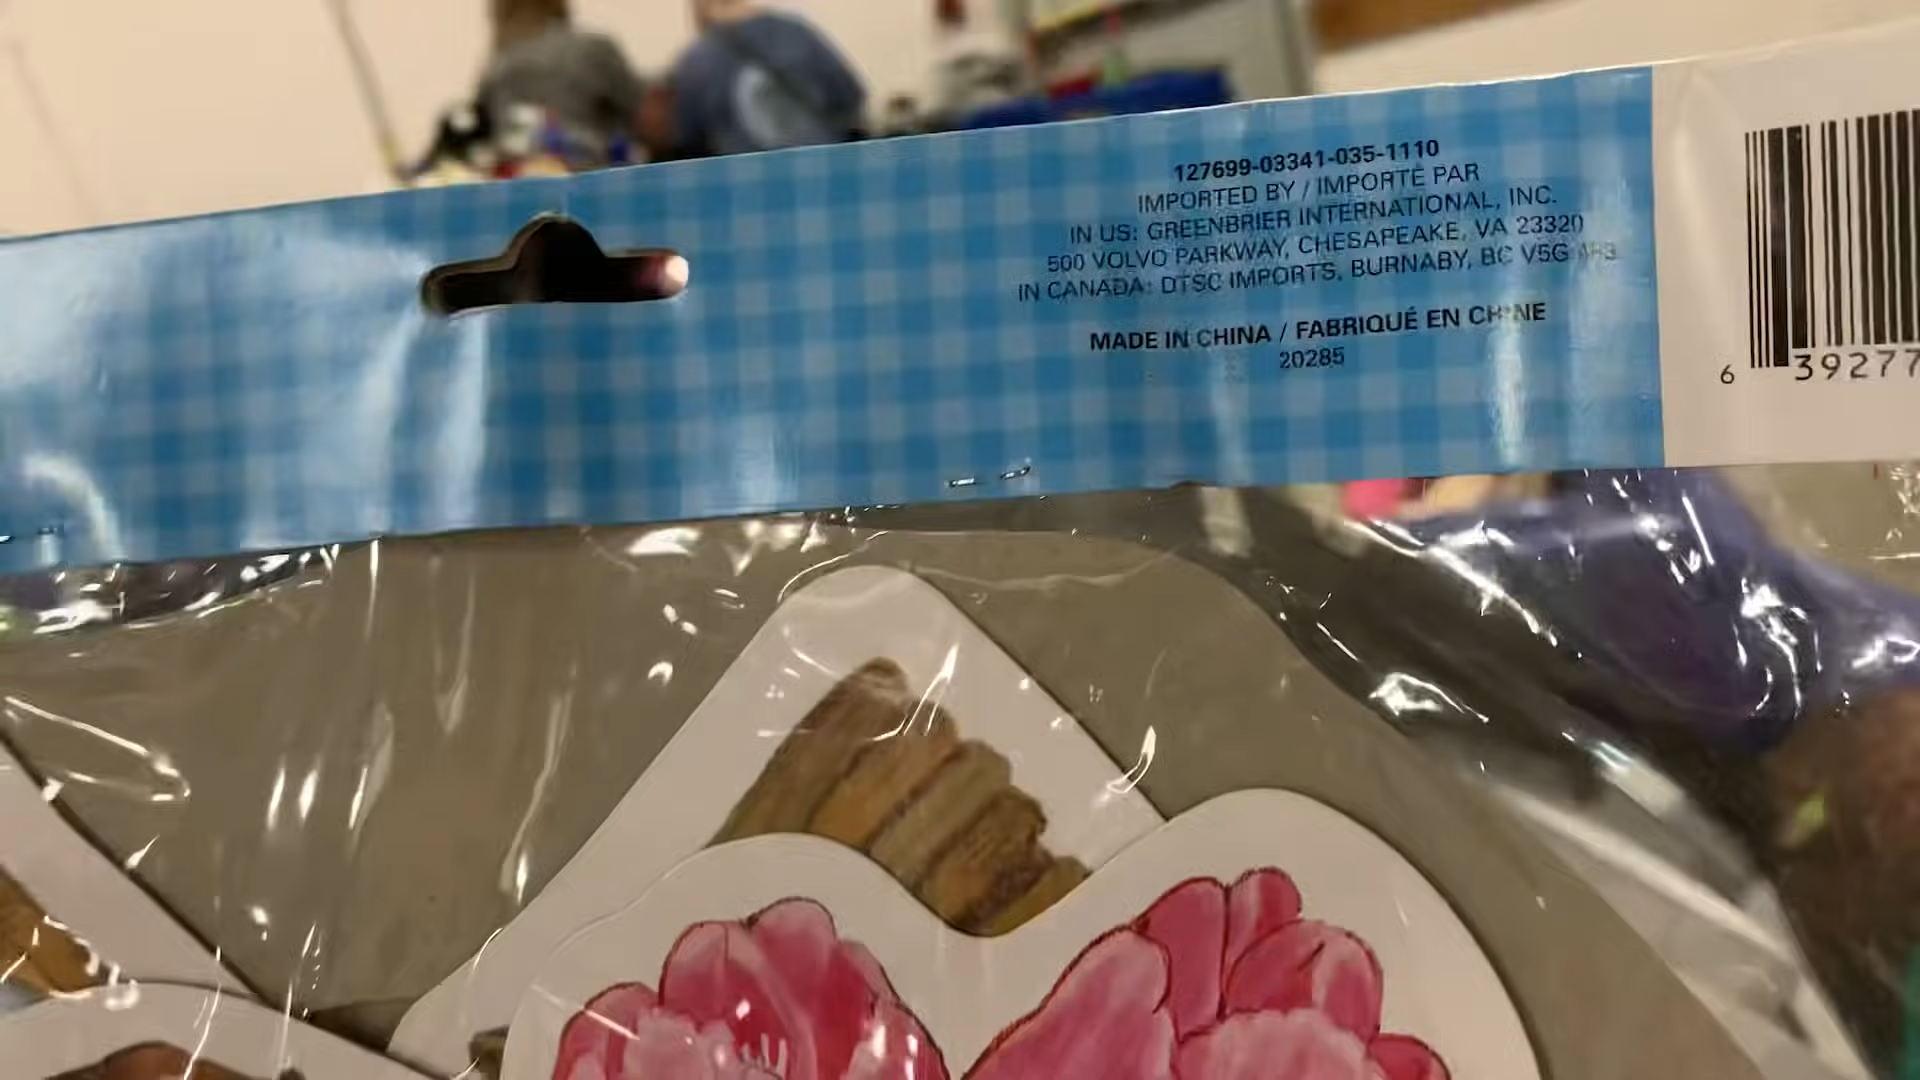 127699-03341-035-1110
IMPORTED BY / IMPORTÉ PAR
IN US: GREENBRIER INTERNATIONAL, INC.
500 VOLVO PARKWAY, CHESAPEAKE, VA 23320
IN CANADA: DTSC IMPORTS, BURNABY, BC V5G
MADE IN CHINA / FABRIQUÉ EN CHINE
20285
6 39277